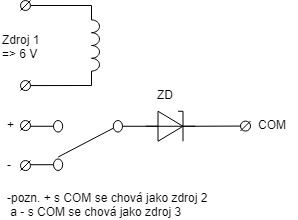 Zdroj 1
=> 6 V
ZD
+
COM
-
-pozn. + s COM se chová jako zdroj 2
a - s COM se chová jako zdroj 3